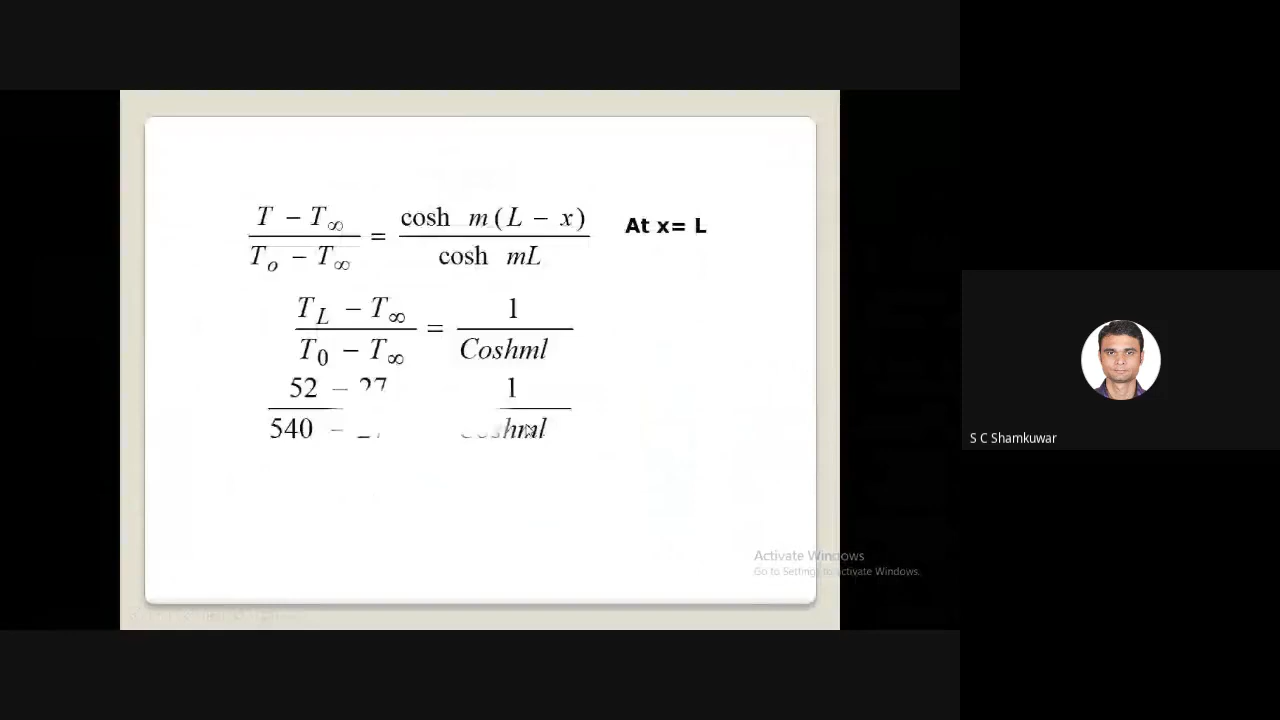 T − T∞ / To − T∞ = cosh m (L − x) / cosh mL
At x= L
TL − T∞ / T0 − T∞ = 1 / Coshml
52 − 27 1
540 −
S C Shamkuwar
Activate Windows
Go to Settings to activate Windows.